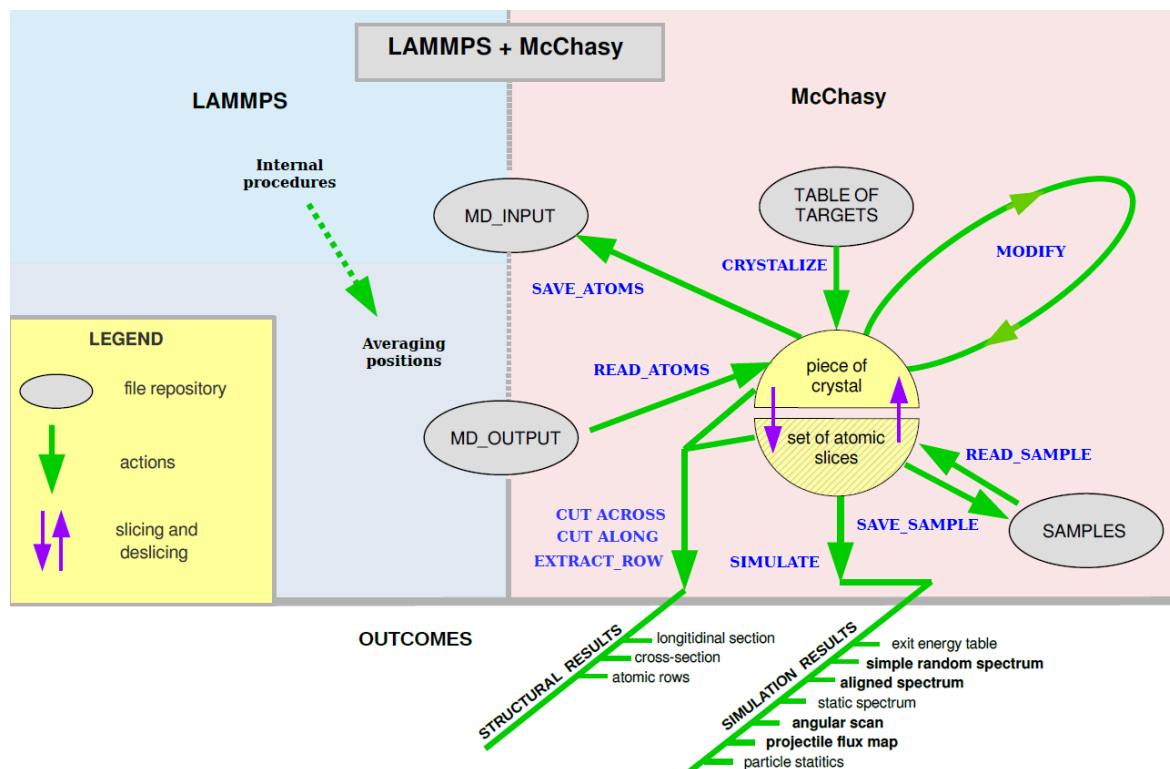 LAMMPS + McChasy
LAMMPS
McChasy
Internal
procedures
MD_INPUT
TABLE OF
TARGETS
MODIFY
CRYSTALIZE
SAVE_ATOMS
LEGEND
file repository
actions
slicing and
deslicing
Averaging
positions
READ_ATOMS
piece of
crystal
MD_OUTPUT
set of atomic
slices
READ_SAMPLE
CUT ACROSS
CUT ALONG
EXTRACT_ROW
SAVE_SAMPLE
SAMPLES
SIMULATE
OUTCOMES
STRUCTURAL RESULTS
longitidinal section
cross-section
atomic rows
SIMULATION RESULTS
exit energy table
simple random spectrum
aligned spectrum
static spectrum
angular scan
projectile flux map
particle statitics